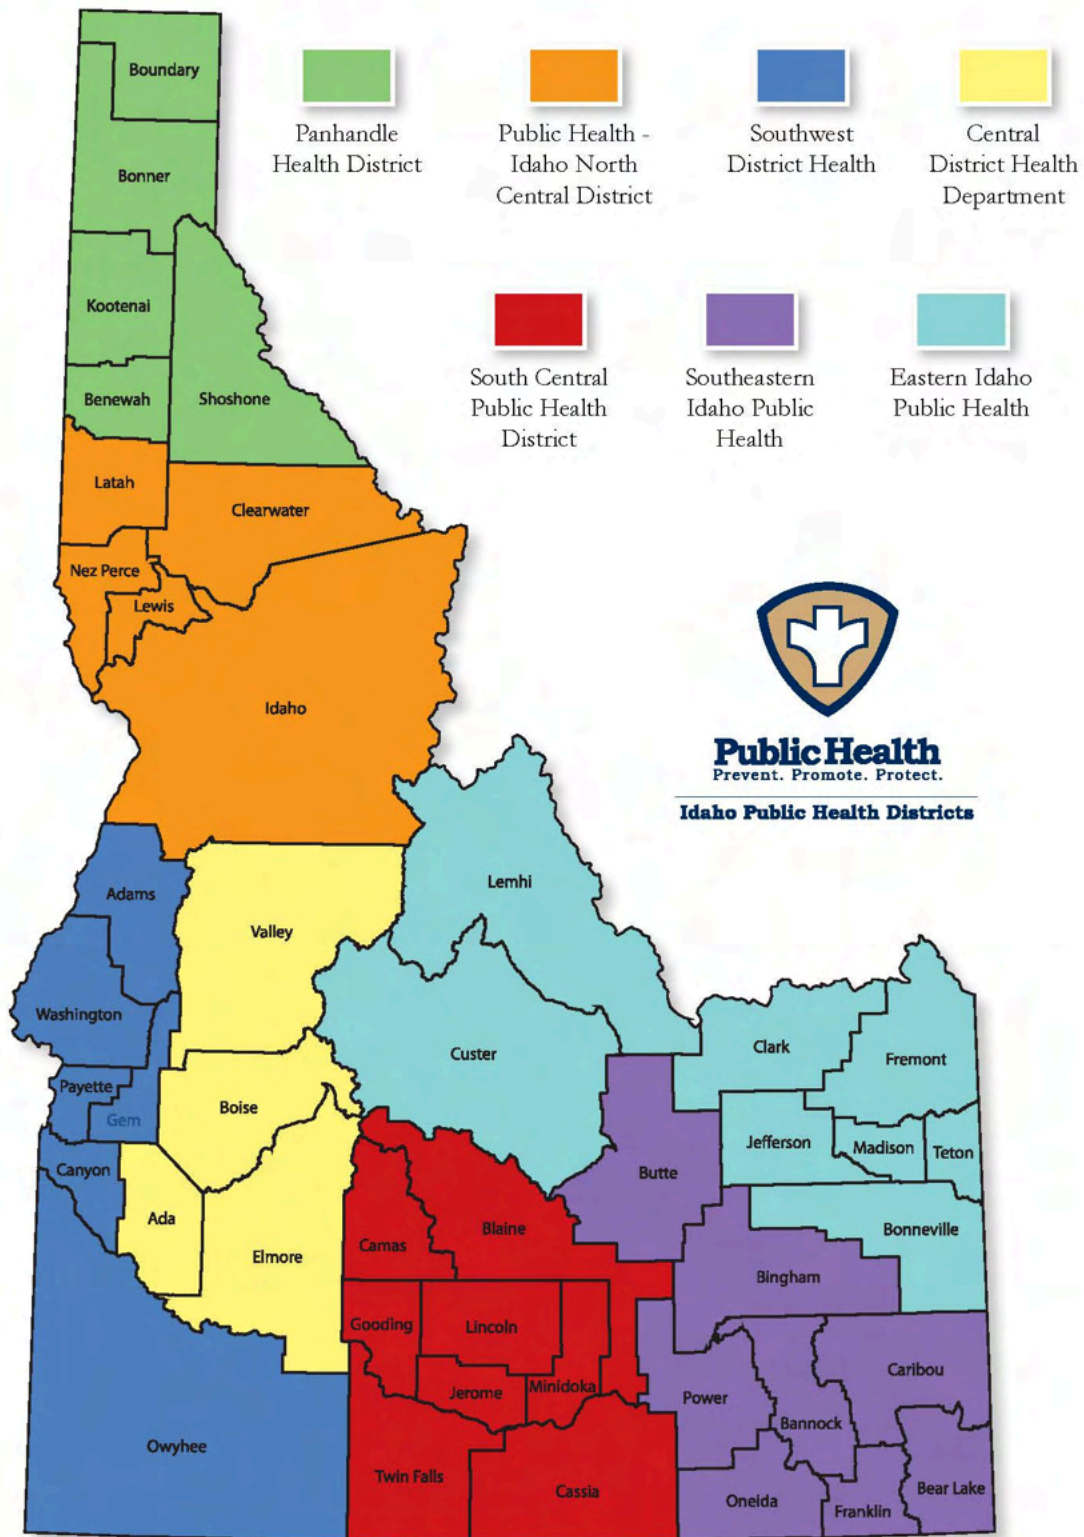 Panhandle
Health District
Public Health -
Idaho North
Central District
Southwest
District Health
Central
District Health
Department
South Central
Public Health
District
Southeastern
Idaho Public
Health
Eastern Idaho
Public Health
Boundary
Bonner
Kootenai
Benewah
Shoshone
Latah
Clearwater
Nez Perce
Lewis
Idaho
Public Health
Prevent. Promote. Protect.
Idaho Public Health Districts
Adams
Valley
Lemhi
Washington
Custer
Clark
Fremont
Payette
Gem
Boise
Jefferson
Madison
Teton
Canyon
Ada
Elmore
Camas
Blaine
Butte
Bonneville
Bingham
Gooding
Lincoln
Jerome
Minidoka
Power
Bannock
Caribou
Owyhee
Twin Falls
Cassia
Oneida
Franklin
Bear Lake